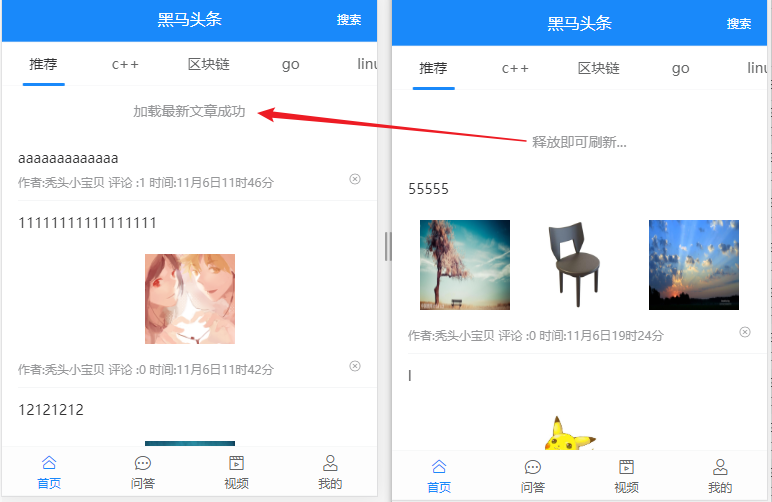 黑马头条
搜索
推荐
c++
区块链
go
linu
加载最新文章成功
aaaaaaaaaaaaa
作者:秃头小宝贝 评论 :1 时间:11月6日11时46分
11111111111111111
作者:秃头小宝贝 评论 :0 时间:11月6日11时42分
12121212
首页
问答
视频
我的
黑马头条
搜索
推荐
c++
区块链
go
linu
释放即可刷新...
55555
作者:秃头小宝贝 评论 :0 时间:11月6日19时24分
首页
问答
视频
我的